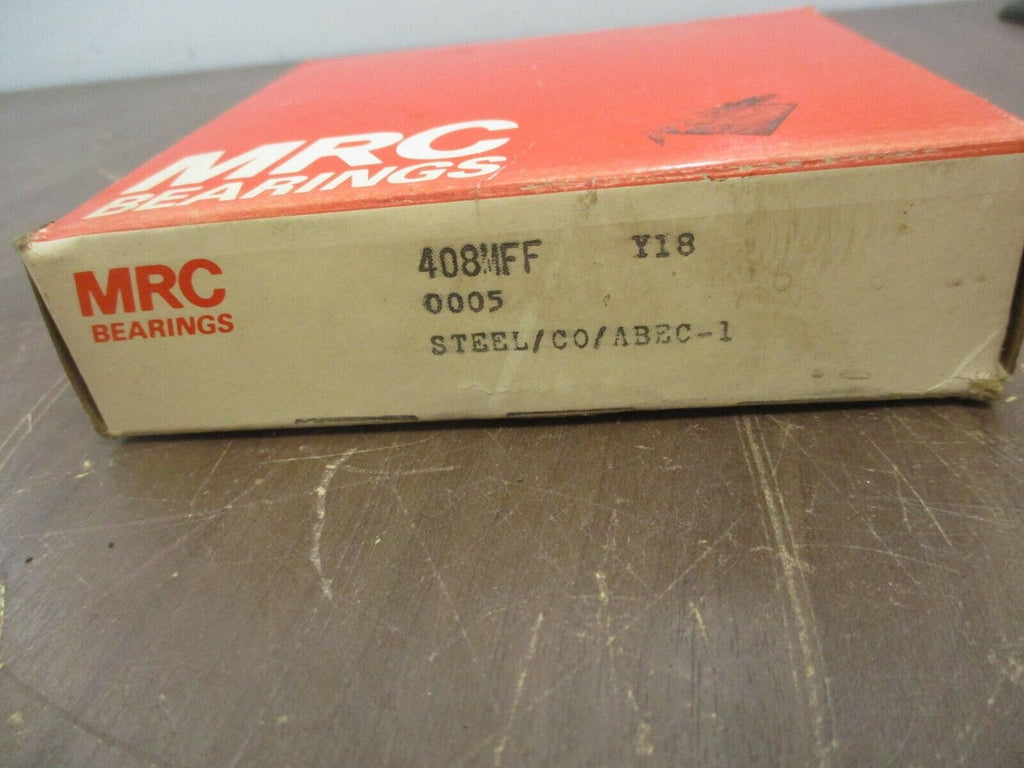 MRC
BEARINGS
MRC
BEARINGS
408MFF Y18
0005
STEEL/CO/ABEC-1